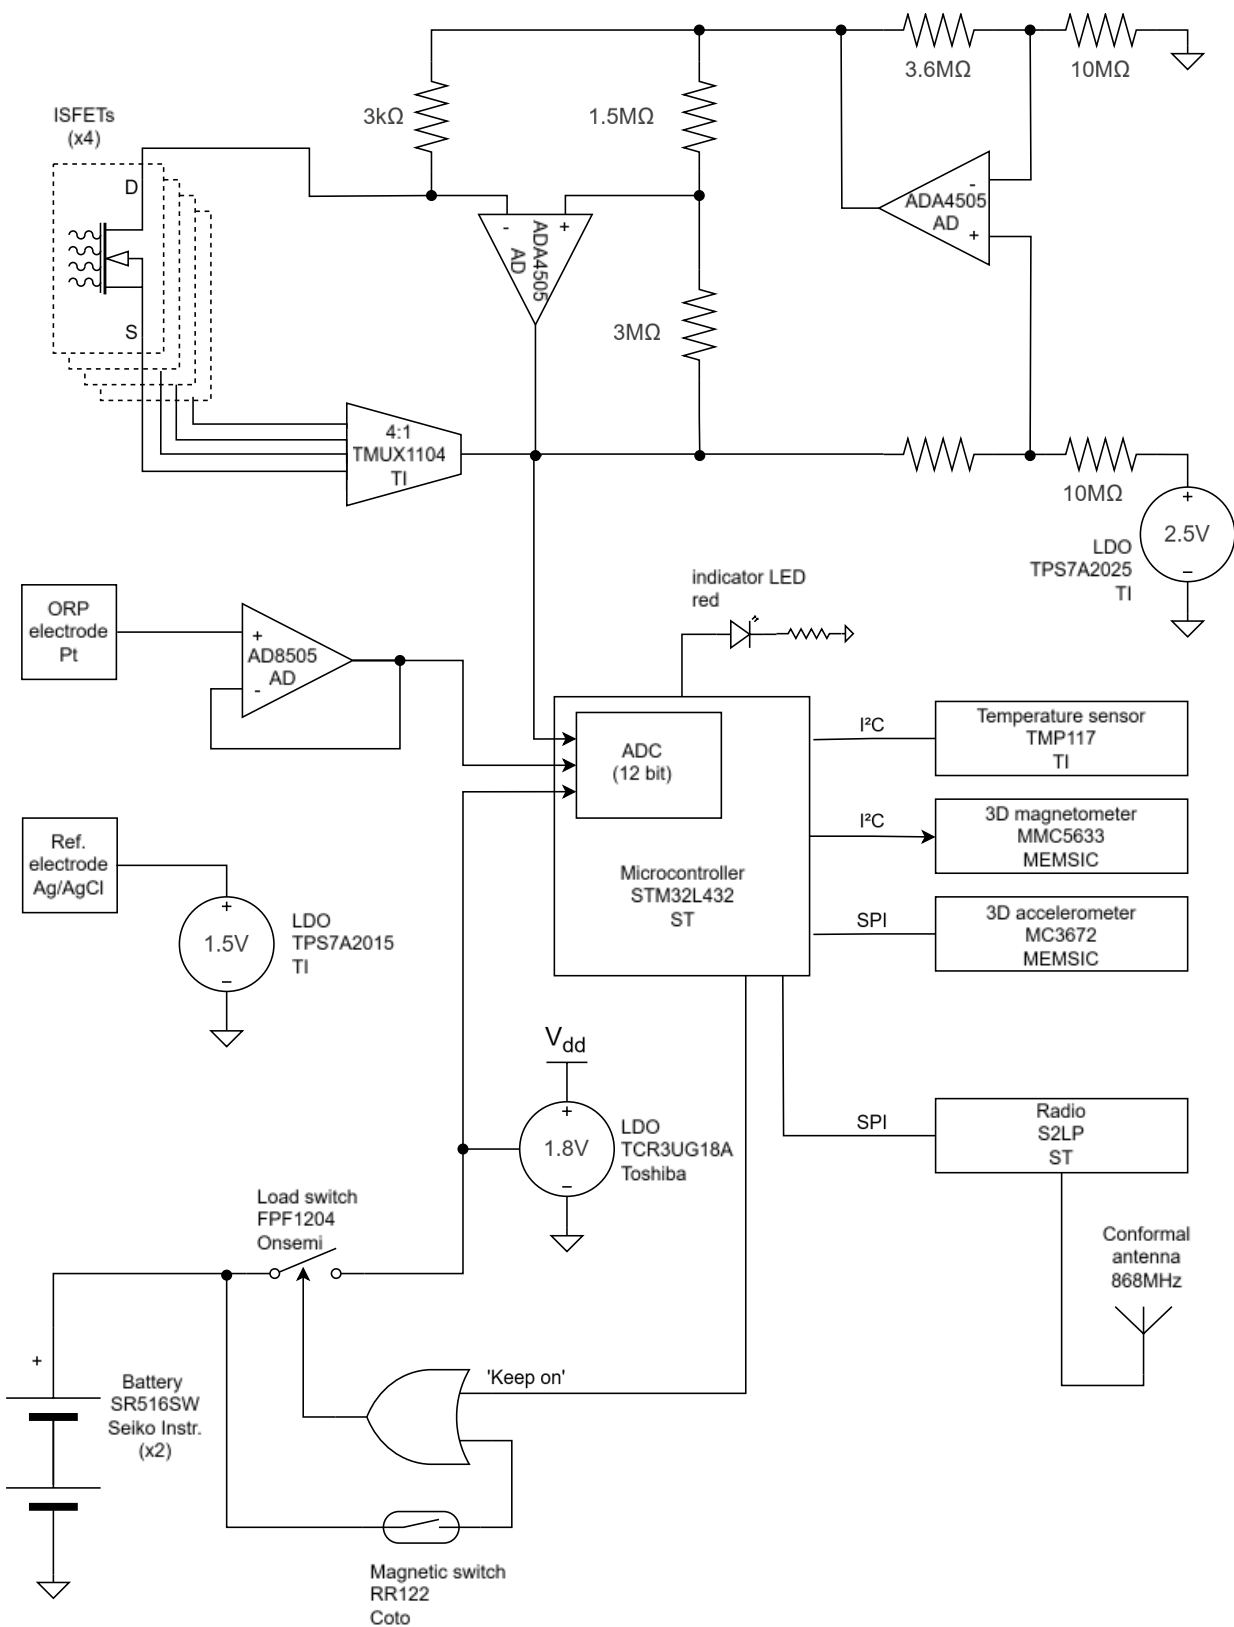 3.6MΩ
10MΩ
3kΩ
1.5MΩ
ISFETs
(x4)
D
S
-
ADA4505
AD
+
-
+
ADA4505
AD
3MΩ
4:1
TMUX1104
TI
10MΩ
+
2.5V
–
LDO
TPS7A2025
TI
indicator LED
red
ORP
electrode
Pt
+
AD8505
AD
-
ADC
(12 bit)
I²C
Temperature sensor
TMP117
TI
I²C
3D magnetometer
MMC5633
MEMSIC
Microcontroller
STM32L432
ST
SPI
3D accelerometer
MC3672
MEMSIC
Ref.
electrode
Ag/AgCl
+
1.5V
–
LDO
TPS7A2015
TI
Vdd
+
1.8V
–
LDO
TCR3UG18A
Toshiba
SPI
Radio
S2LP
ST
Load switch
FPF1204
Onsemi
Conformal
antenna
868MHz
+
Battery
SR516SW
Seiko Instr.
(x2)
'Keep on'
Magnetic switch
RR122
Coto